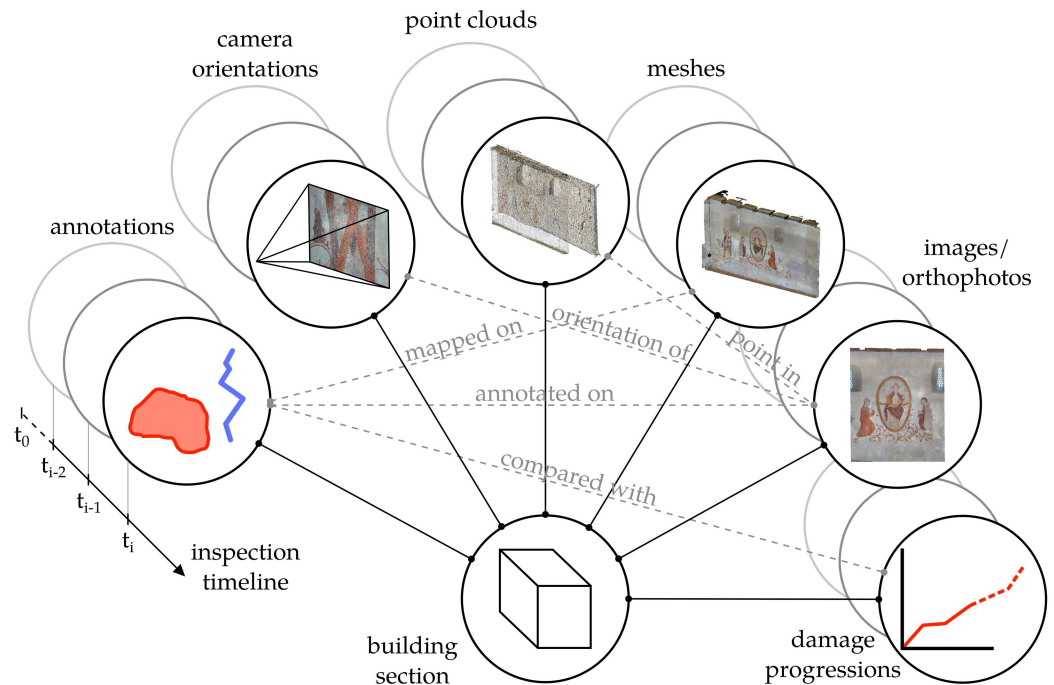 point clouds
camera
orientations
meshes
annotations
images/
orthophotos
mapped on
orientation of
point in
annotated on
compared with
t0
ti-2
ti-1
ti
inspection
timeline
building
section
damage
progressions